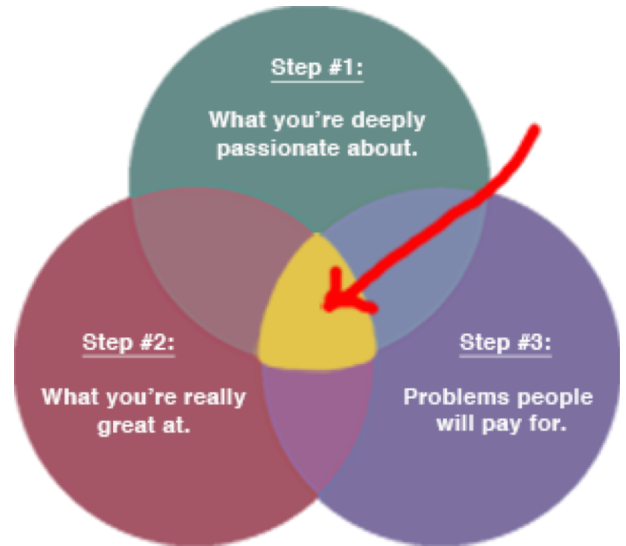 Step #1:
What you're deeply
passionate about.
Step #2:
What you're really
great at.
Step #3:
Problems people
will pay for.